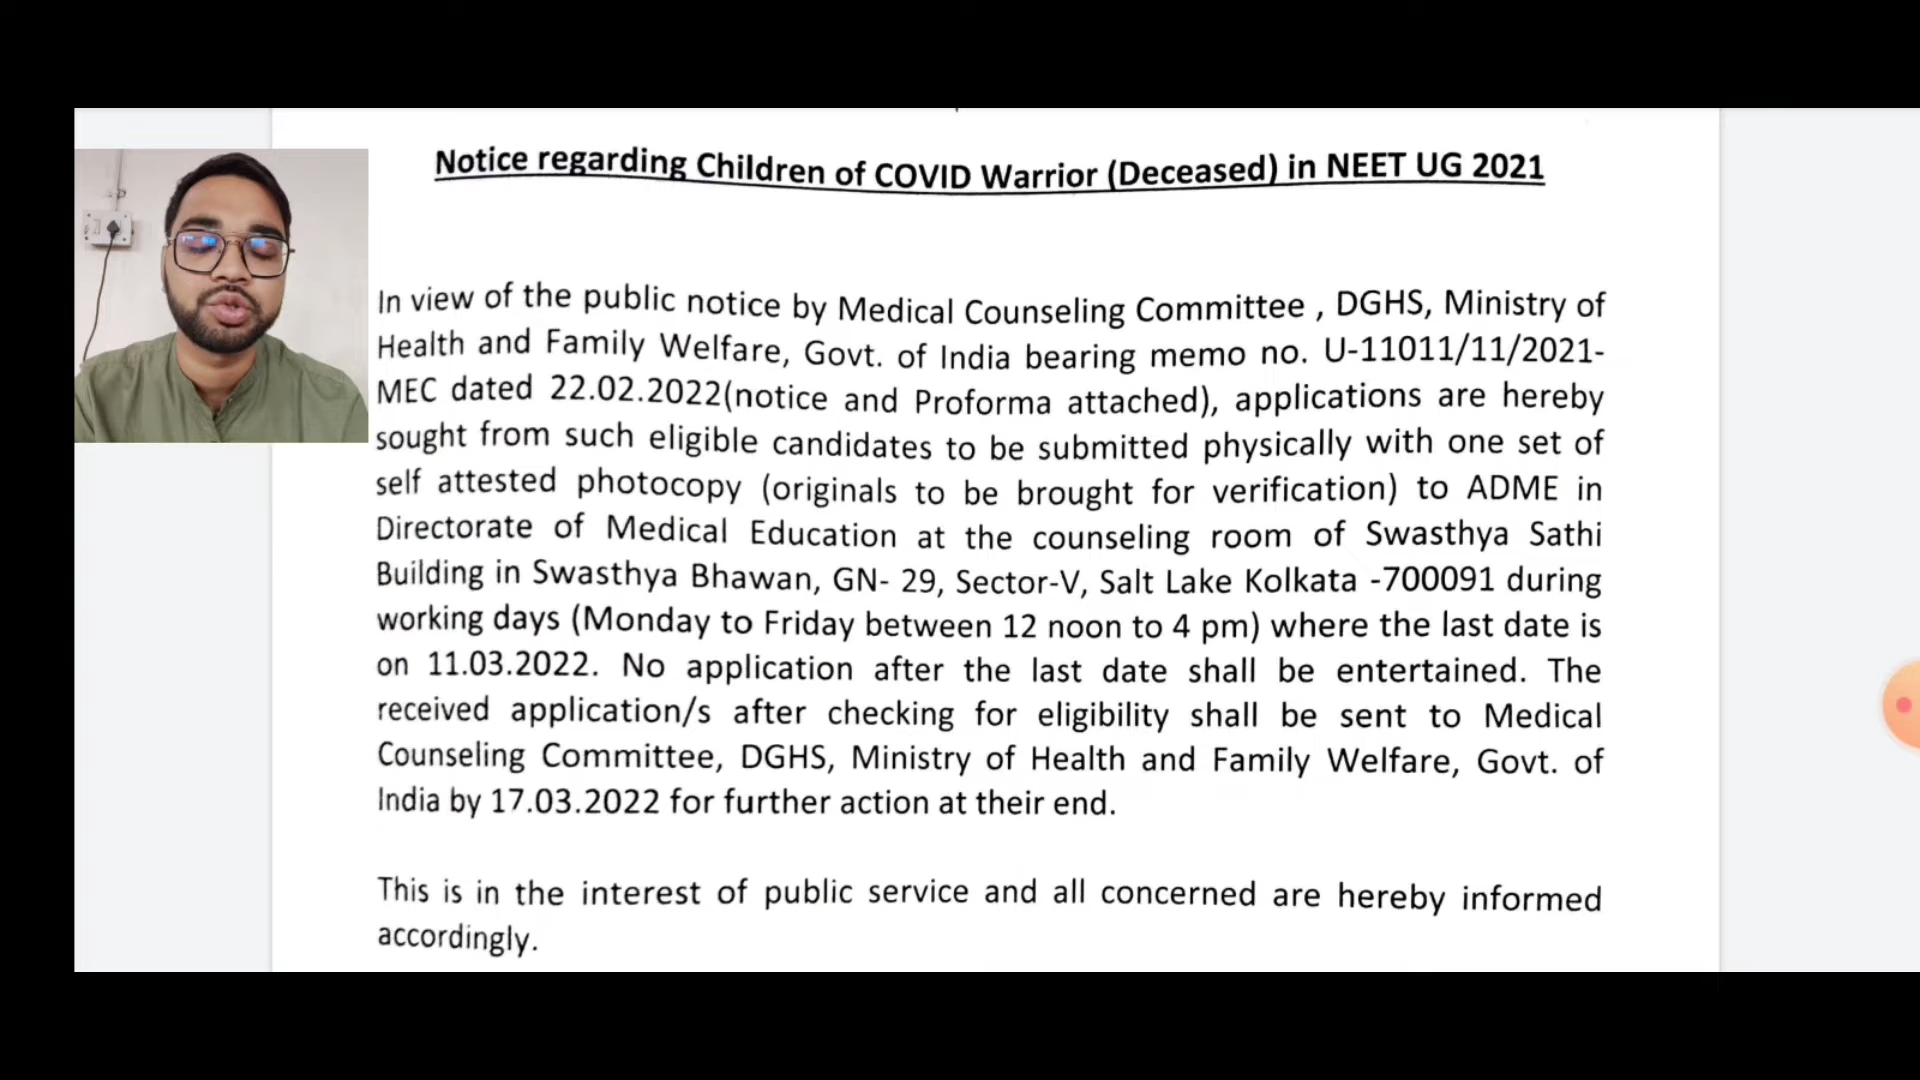 Notice regarding Children of COVID Warrior (Deceased) in NEET UG 2021
In view of the public notice by Medical Counseling Committee , DGHS, Ministry of
Health and Family Welfare, Govt. of India bearing memo no. U-11011/11/2021-
MEC dated 22.02.2022(notice and Proforma attached), applications are hereby
sought from such eligible candidates to be submitted physically with one set of
self attested photocopy (originals to be brought for verification) to ADME in
Directorate of Medical Education at the counseling room of Swasthya Sathi
Building in Swasthya Bhawan, GN- 29, Sector-V, Salt Lake Kolkata -700091 during
working days (Monday to Friday between 12 noon to 4 pm) where the last date is
on 11.03.2022. No application after the last date shall be entertained. The
received application/s after checking for eligibility shall be sent to Medical
Counseling Committee, DGHS, Ministry of Health and Family Welfare, Govt. of
India by 17.03.2022 for further action at their end.
This is in the interest of public service and all concerned are hereby informed
accordingly.